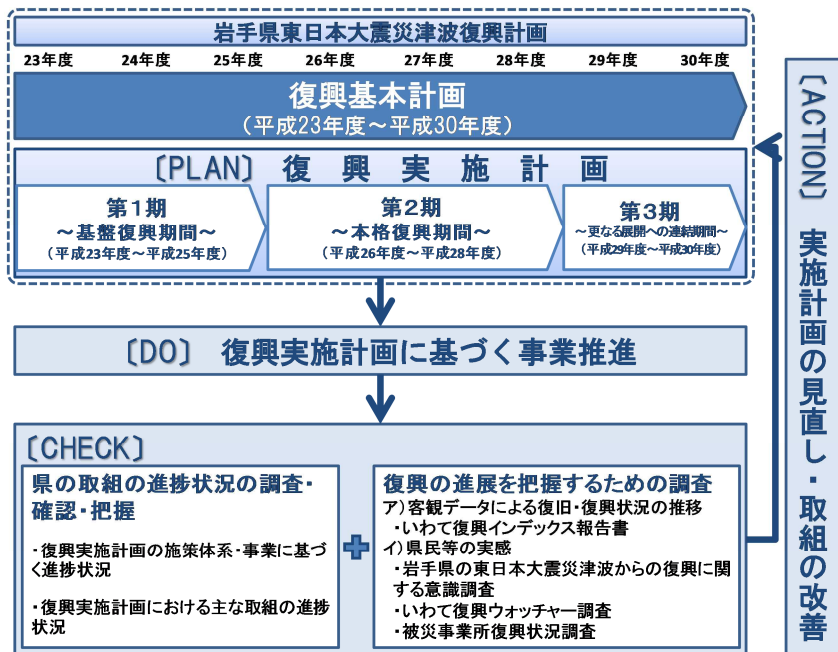 岩手県東日本大震災津波復興計画
23年度 24年度 25年度 26年度 27年度 28年度 29年度 30年度
復興基本計画
(平成23年度～平成30年度)
〔PLAN〕 復 興 実 施 計 画
第1期
～基盤復興期間～
(平成23年度～平成25年度)
第2期
～本格復興期間～
(平成26年度～平成28年度)
第3期
～更なる展開への連結期間～
(平成29年度～平成30年度)
〔DO〕 復興実施計画に基づく事業推進
〔CHECK〕
県の取組の進捗状況の調査・
確認・把握
・復興実施計画の施策体系・事業に基づ
く進捗状況
・復興実施計画における主な取組の進捗
状況
復興の進展を把握するための調査
ア)客観データによる復旧・復興状況の推移
・いわて復興インデックス報告書
イ)県民等の実感
・岩手県の東日本大震災津波からの復興に関
する意識調査
・いわて復興ウォッチャー調査
・被災事業所復興状況調査
〔ACTION〕 実施計画の見直し・取組の改善